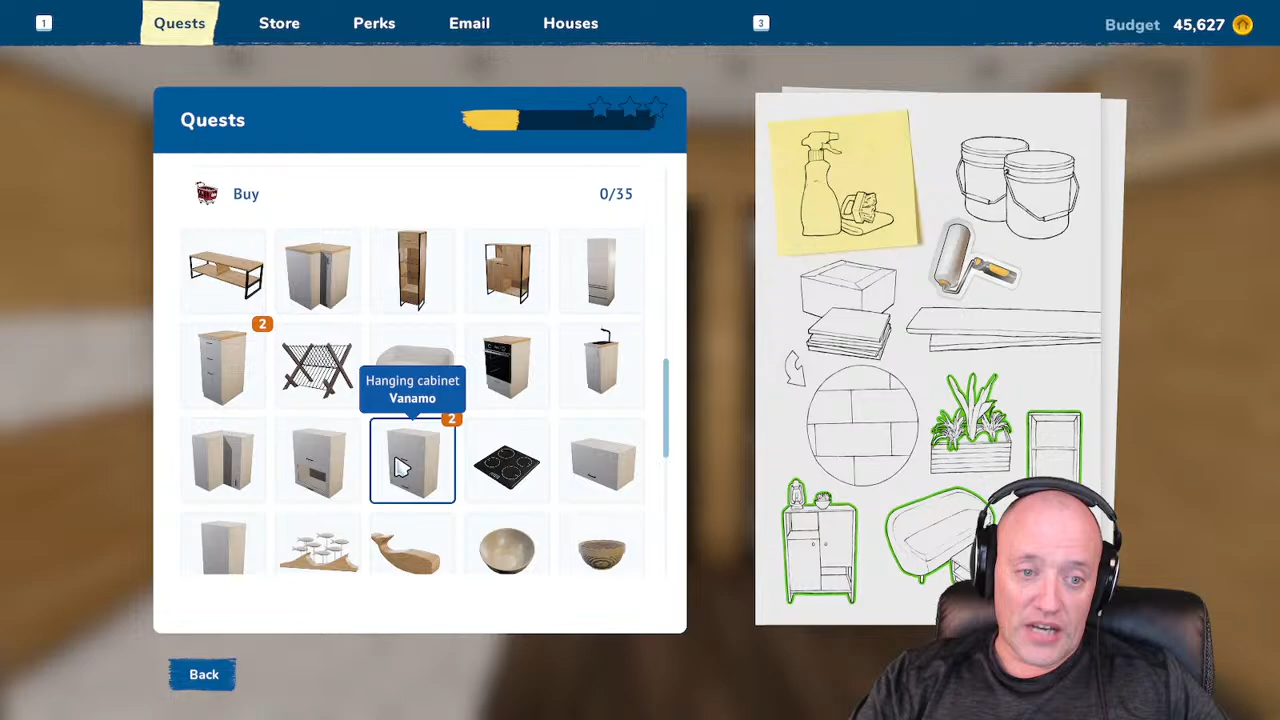 1
Quests
Store
Perks
Email
Houses
3
Budget 45,627
Quests
Buy
0/35
2
Hanging cabinet
Vanamo
2
Back